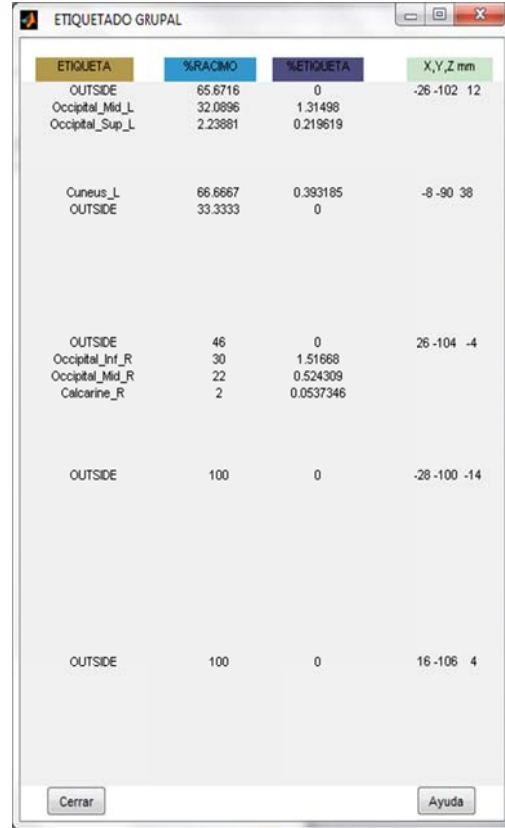 ETIQUETADO GRUPAL
ETIQUETA %RACIMO %ETIQUETA X,Y,Z mm
OUTSIDE 65.6716 0 -26 -102 12
Occipital_Mid_L 32.0896 1.31498
Occipital_Sup_L 2.23881 0.219619
Cuneus_L 66.6667 0.393185 -8 -90 38
OUTSIDE 33.3333 0
OUTSIDE 46 0 26 -104 -4
Occipital_Inf_R 30 1.51668
Occipital_Mid_R 22 0.524309
Calcarine_R 2 0.0537346
OUTSIDE 100 0 -28 -100 -14
OUTSIDE 100 0 16 -106 4
Cerrar Ayuda